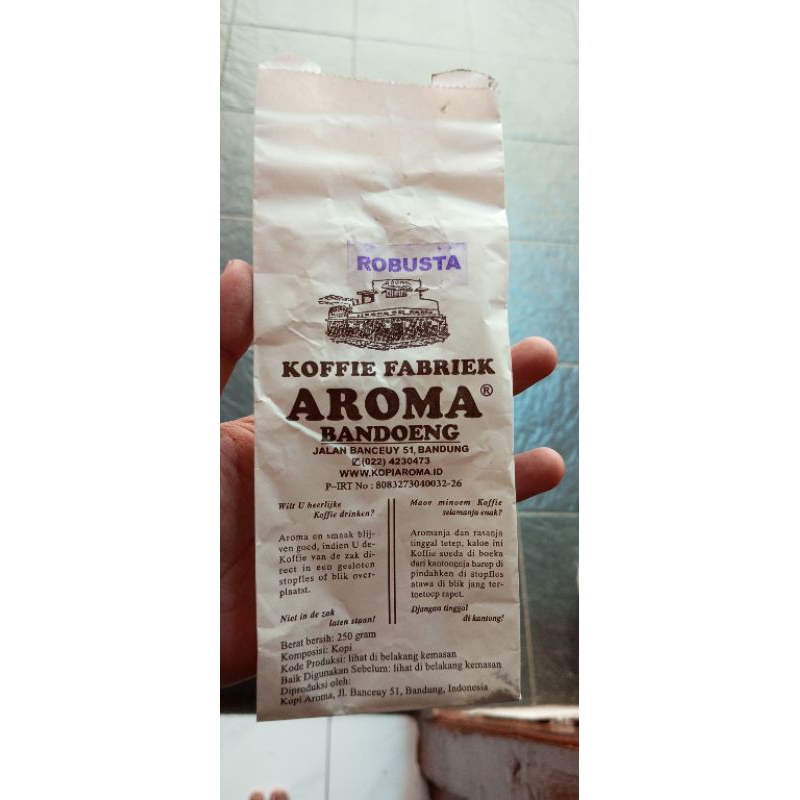 ROBUSTA
AROMA
KOFFIE FABRIEK
AROMA®
BANDOENG
JALAN BANCEUY 51, BANDUNG
✆(022) 4230473
WWW.KOPIAROMA.ID
P-IRT No : 8083273040032-26
Wilt U heerlijke
Koffie drinken?
Aroma en smaak blij-
ven goed, indien U de-
Koffie van de zak di-
rect in een gesloten
stopfles of blik over-
plaatst.
Niet in de zak
laten staan!
Maoe minoem Koffie
selamanja enak?
Aromanja dan rasanja
tinggal tetep, kaloe ini
Koffie soeda di boeka
dari kantongnja harep di
pindahken di stopfles
atawa di blik jang ter-
toetoep rapet.
Djangan tinggal
di kantong!
Berat bersih: 250 gram
Komposisi: Kopi
Kode Produksi: lihat di belakang kemasan
Baik Digunakan Sebelum: lihat di belakang kemasan
Diproduksi oleh:
Kopi Aroma, Jl. Banceuy 51, Bandung, Indonesia